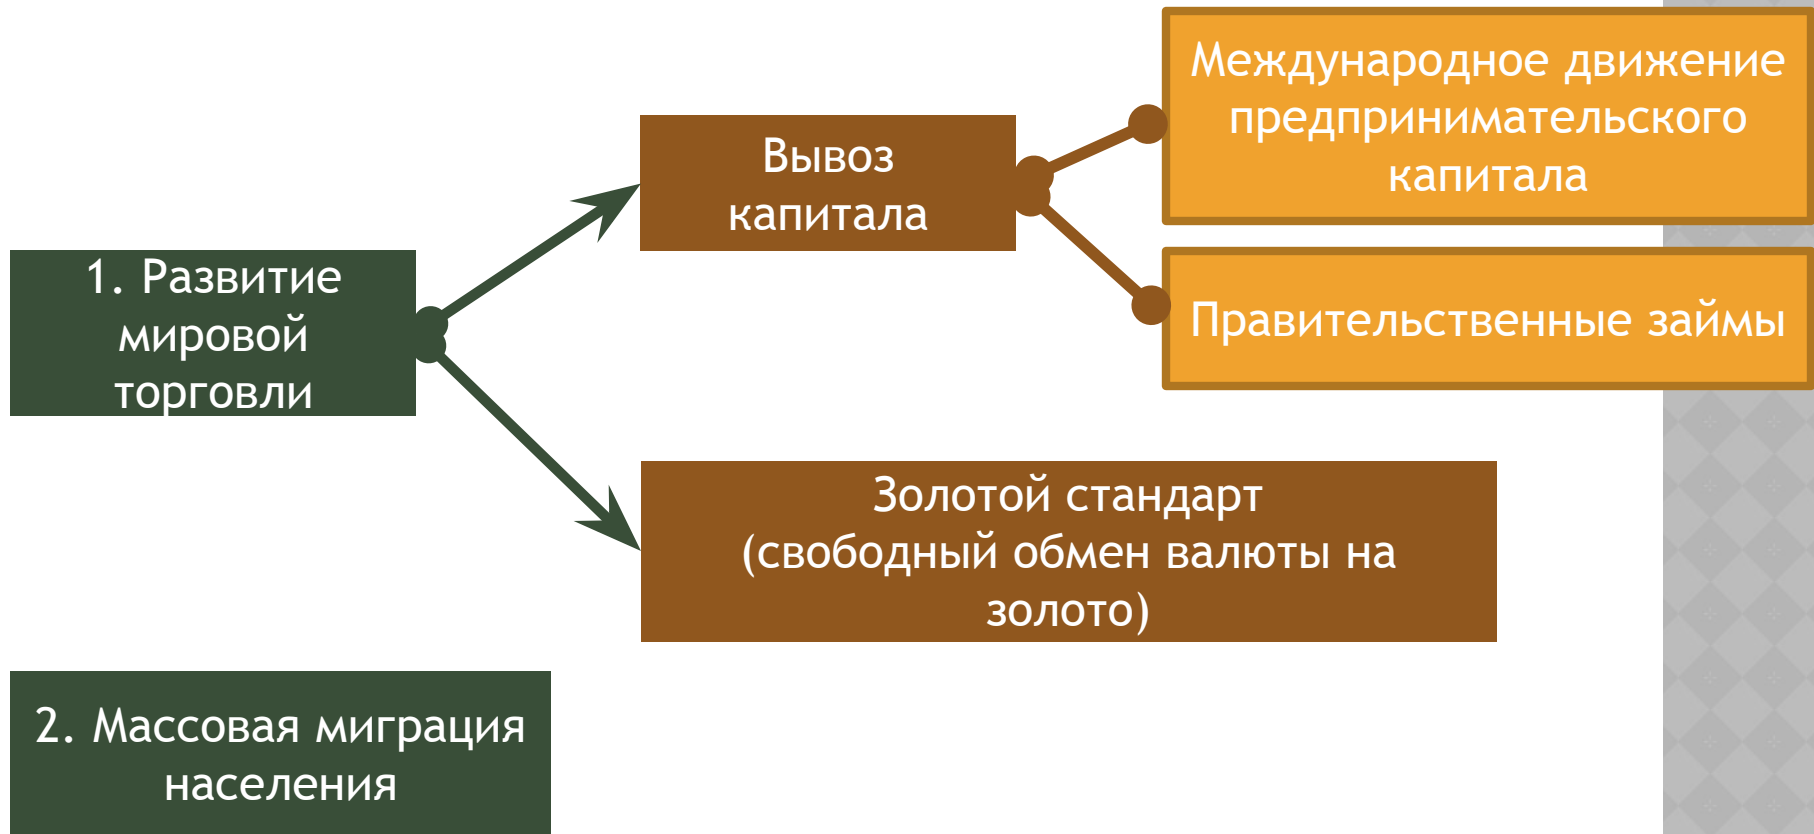 Международное движение
предпринимательского
капитала
Вывоз
капитала
1. Развитие
мировой
торговли
Правительственные займы
Золотой стандарт
(свободный обмен валюты на
золото)
2. Массовая миграция
населения